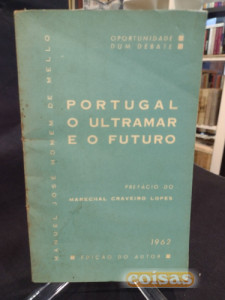 OPORTUNIDADE
DUM DEBATE
MANUEL JOSÉ HOMEM DE MELLO
PORTUGAL
O ULTRAMAR
E O FUTURO
PREFÁCIO DO
MARECHAL CRAVEIRO LOPES
1962
EDIÇÃO DO AUTOR
coisas